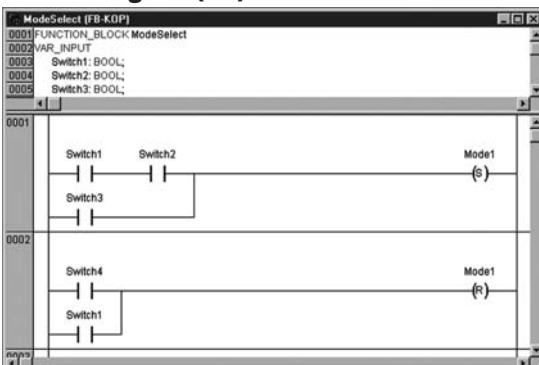 ModeSelect (FB-KOP)
0001 FUNCTION_BLOCK ModeSelect
0002 VAR_INPUT
0003 Switch1: BOOL;
0004 Switch2: BOOL;
0005 Switch3: BOOL;
0001
Switch1 Switch2 Mode1
(S)
Switch3
0002
Switch4 Mode1
(R)
Switch1